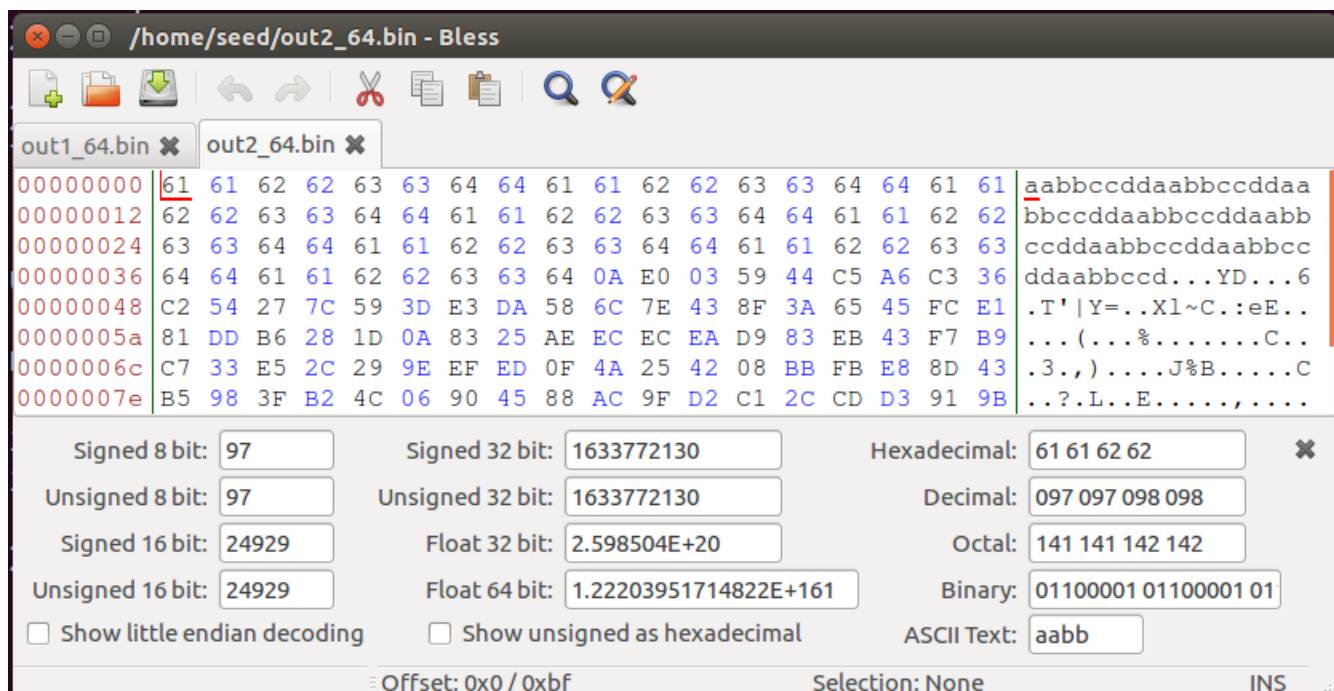 /home/seed/out2_64.bin - Bless
out1_64.bin out2_64.bin
00000000 61 61 62 62 63 63 64 64 61 61 62 62 63 63 64 64 61 61 aabbccddaabbccddaa
00000012 62 62 63 63 64 64 61 61 62 62 63 63 64 64 61 61 62 62 bbccddaabbccddaabb
00000024 63 63 64 64 61 61 62 62 63 63 64 64 61 61 62 62 63 63 ccddaabbccddaabbcc
00000036 64 64 61 61 62 62 63 63 64 0A E0 03 59 44 C5 A6 C3 36 ddaabbccd...YD...6
00000048 C2 54 27 7C 59 3D E3 DA 58 6C 7E 43 8F 3A 65 45 FC E1 .T'|Y=..Xl~C.:eE..
0000005a 81 DD B6 28 1D 0A 83 25 AE EC EC EA D9 83 EB 43 F7 B9 ...(...%.......C..
0000006c C7 33 E5 2C 29 9E EF ED 0F 4A 25 42 08 BB FB E8 8D 43 .3.,)....J%B.....C
0000007e B5 98 3F B2 4C 06 90 45 88 AC 9F D2 C1 2C CD D3 91 9B ..?.L..E.....,....
Signed 8 bit: 97 Signed 32 bit: 1633772130 Hexadecimal: 61 61 62 62
Unsigned 8 bit: 97 Unsigned 32 bit: 1633772130 Decimal: 097 097 098 098
Signed 16 bit: 24929 Float 32 bit: 2.598504E+20 Octal: 141 141 142 142
Unsigned 16 bit: 24929 Float 64 bit: 1.22203951714822E+161 Binary: 01100001 01100001 01
Show little endian decoding Show unsigned as hexadecimal ASCII Text: aabb
Offset: 0x0 / 0xbf Selection: None INS